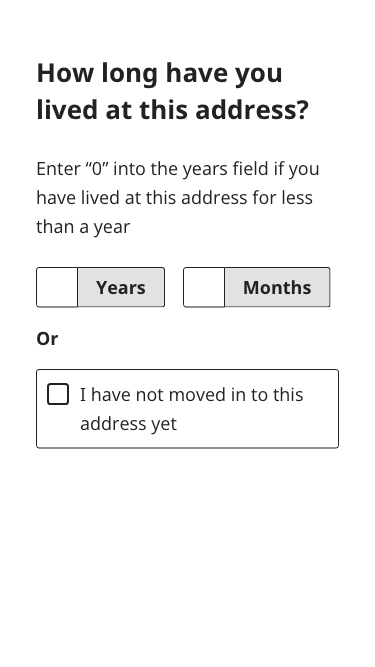 How long have you
lived at this address?
Enter “0” into the years field if you
have lived at this address for less
than a year
Years
Months
Or
I have not moved in to this
address yet